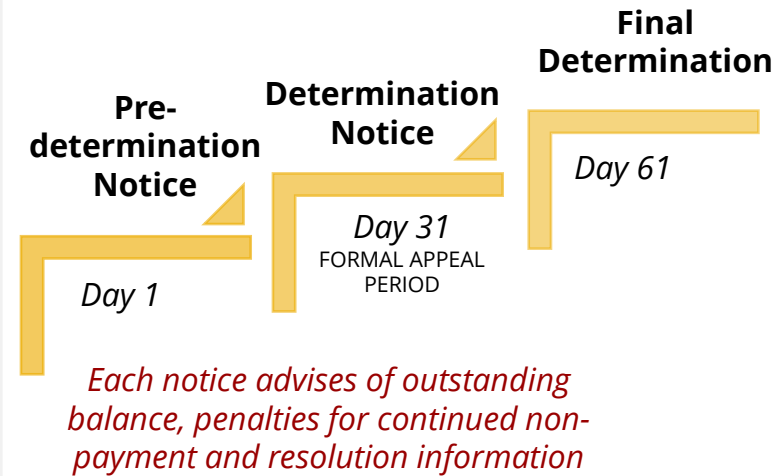 Pre-
determination
Notice
Day 1
Determination
Notice
Day 31
FORMAL APPEAL
PERIOD
Final
Determination
Day 61
Each notice advises of outstanding
balance, penalties for continued non-
payment and resolution information